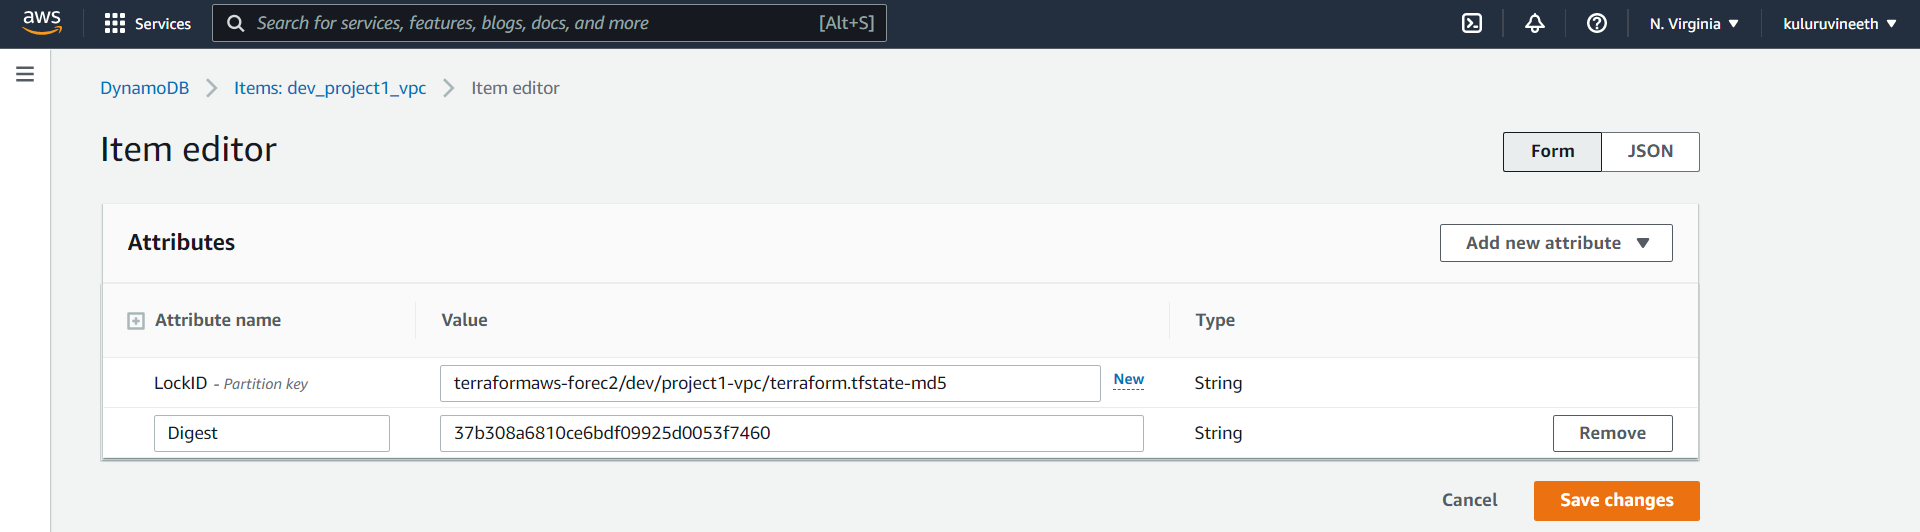 aws Services Search for services, features, blogs, docs, and more [Alt+S] N. Virginia kuluruvineeth
DynamoDB Items: dev_project1_vpc Item editor
Item editor
Form JSON
Attributes
Add new attribute
Attribute name Value Type
LockID - Partition key terraformaws-forec2/dev/project1-vpc/terraform.tfstate-md5 New String
Digest 37b308a6810ce6bdf09925d0053f7460 String Remove
Cancel Save changes